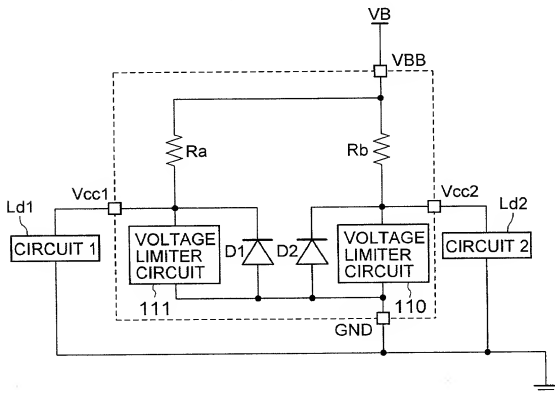 VB
VBB
Ra
Rb
Vcc1
Vcc2
Ld1
Ld2
CIRCUIT 1
VOLTAGE
LIMITER
CIRCUIT
D1
D2
VOLTAGE
LIMITER
CIRCUIT
CIRCUIT 2
111
110
GND